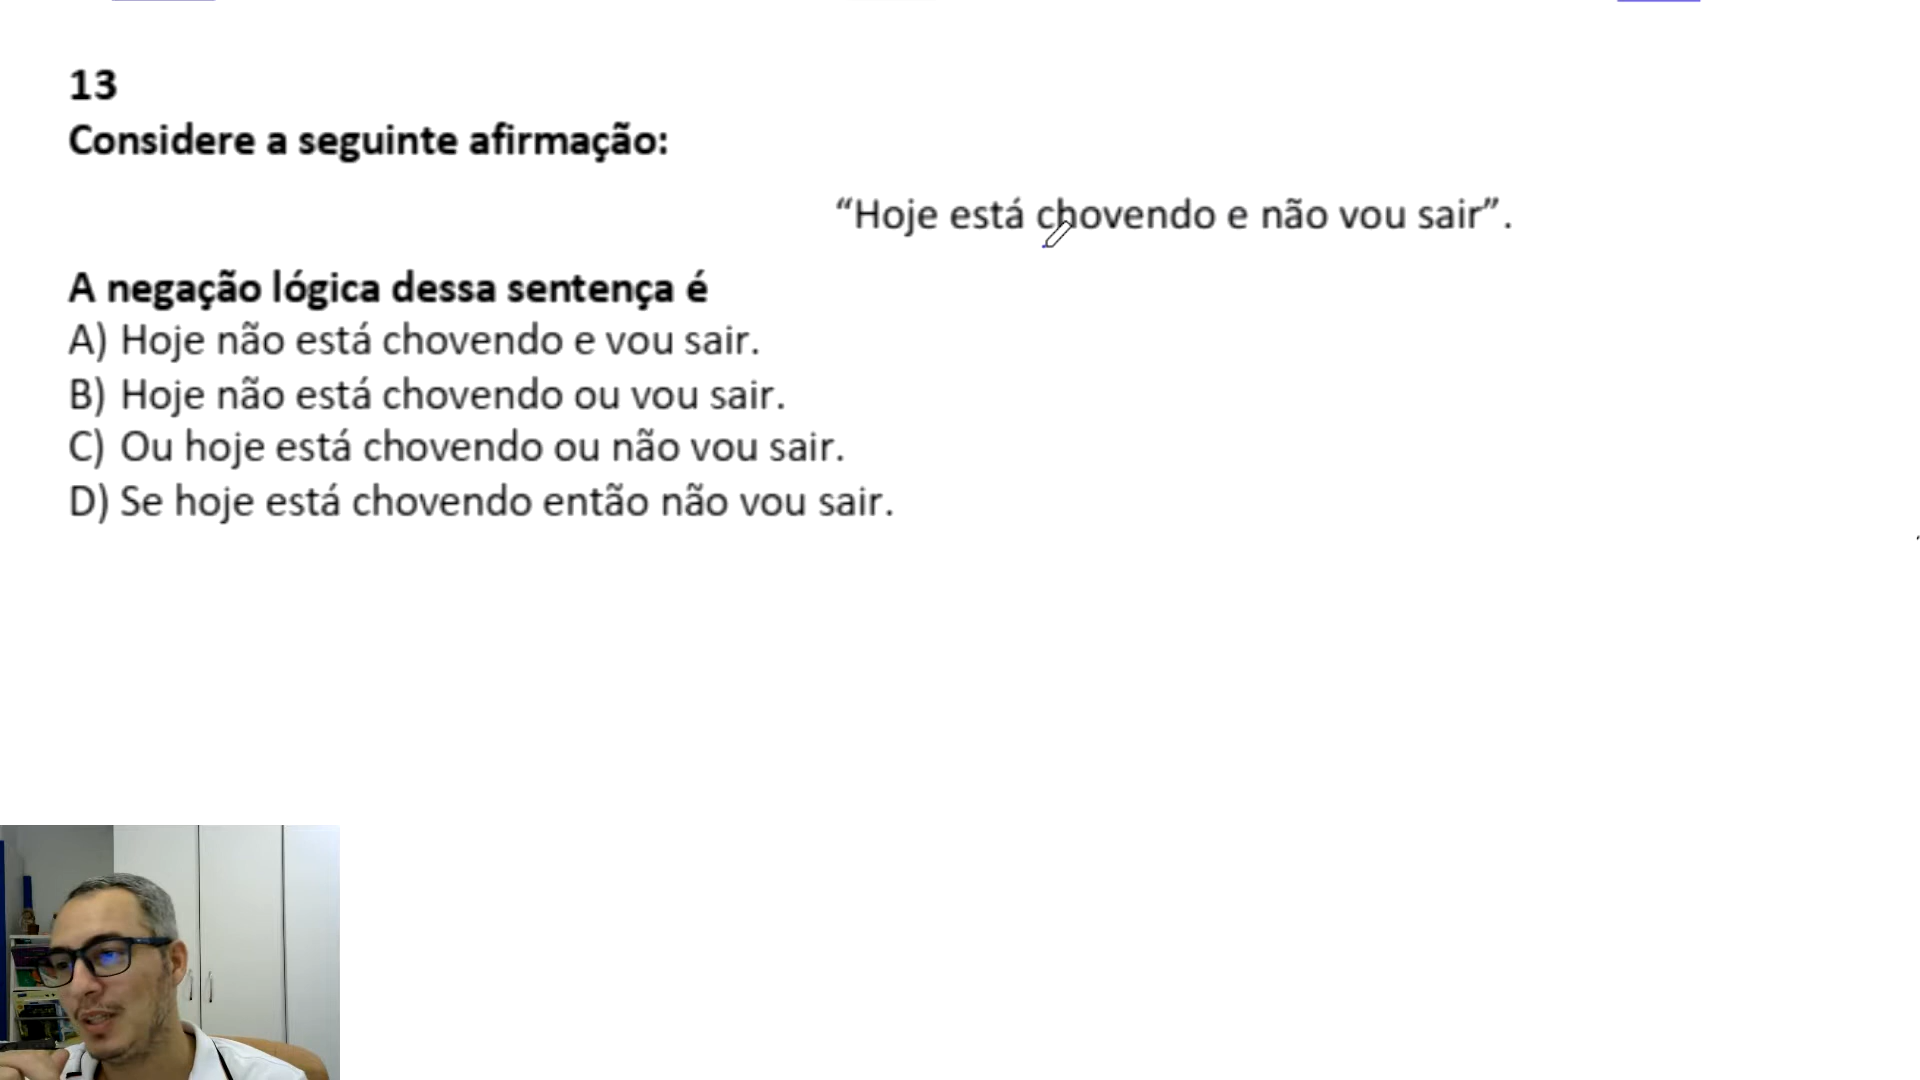 13
Considere a seguinte afirmação:
“Hoje está chovendo e não vou sair”.
A negação lógica dessa sentença é
A) Hoje não está chovendo e vou sair.
B) Hoje não está chovendo ou vou sair.
C) Ou hoje está chovendo ou não vou sair.
D) Se hoje está chovendo então não vou sair.